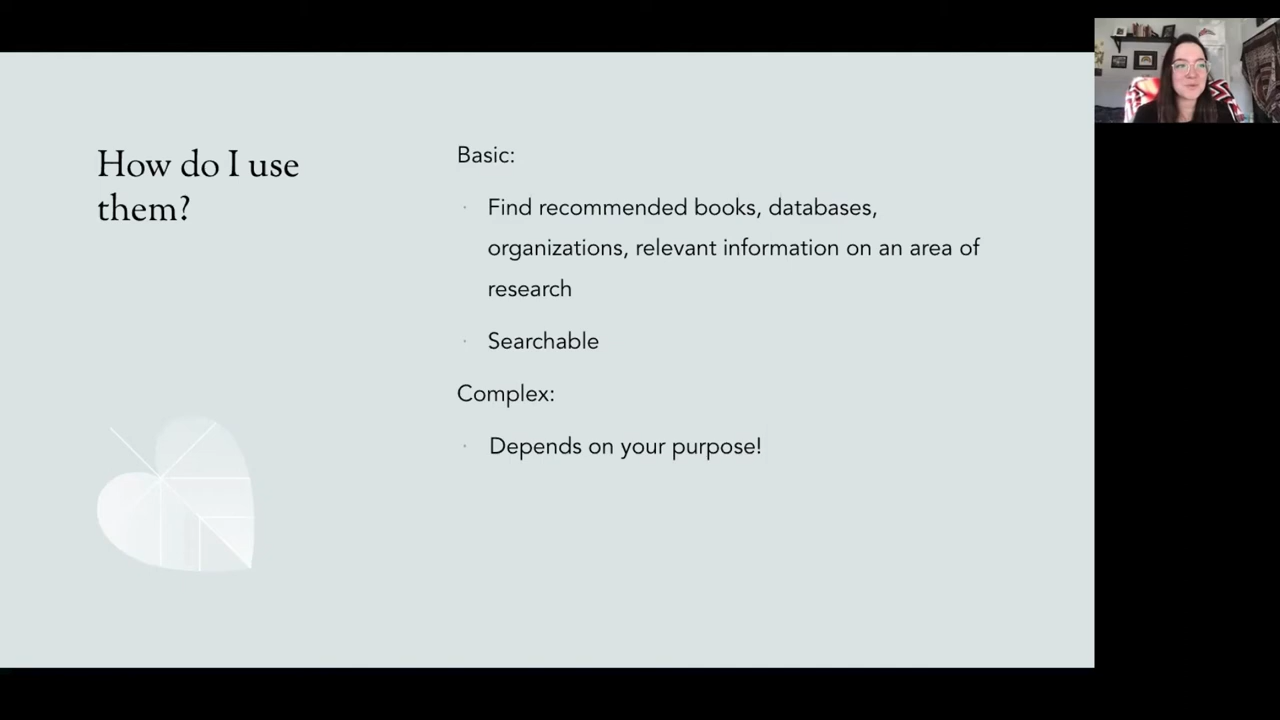 How do I use
them?
Basic:
· Find recommended books, databases,
organizations, relevant information on an area of
research
· Searchable
Complex:
· Depends on your purpose!